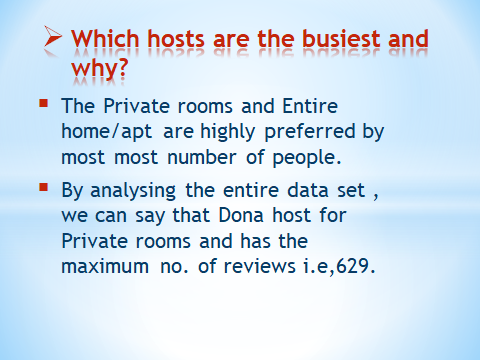 Which hosts are the busiest and
why?
The Private rooms and Entire
home/apt are highly preferred by
most most number of people.
By analysing the entire data set ,
we can say that Dona host for
Private rooms and has the
maximum no. of reviews i.e,629.